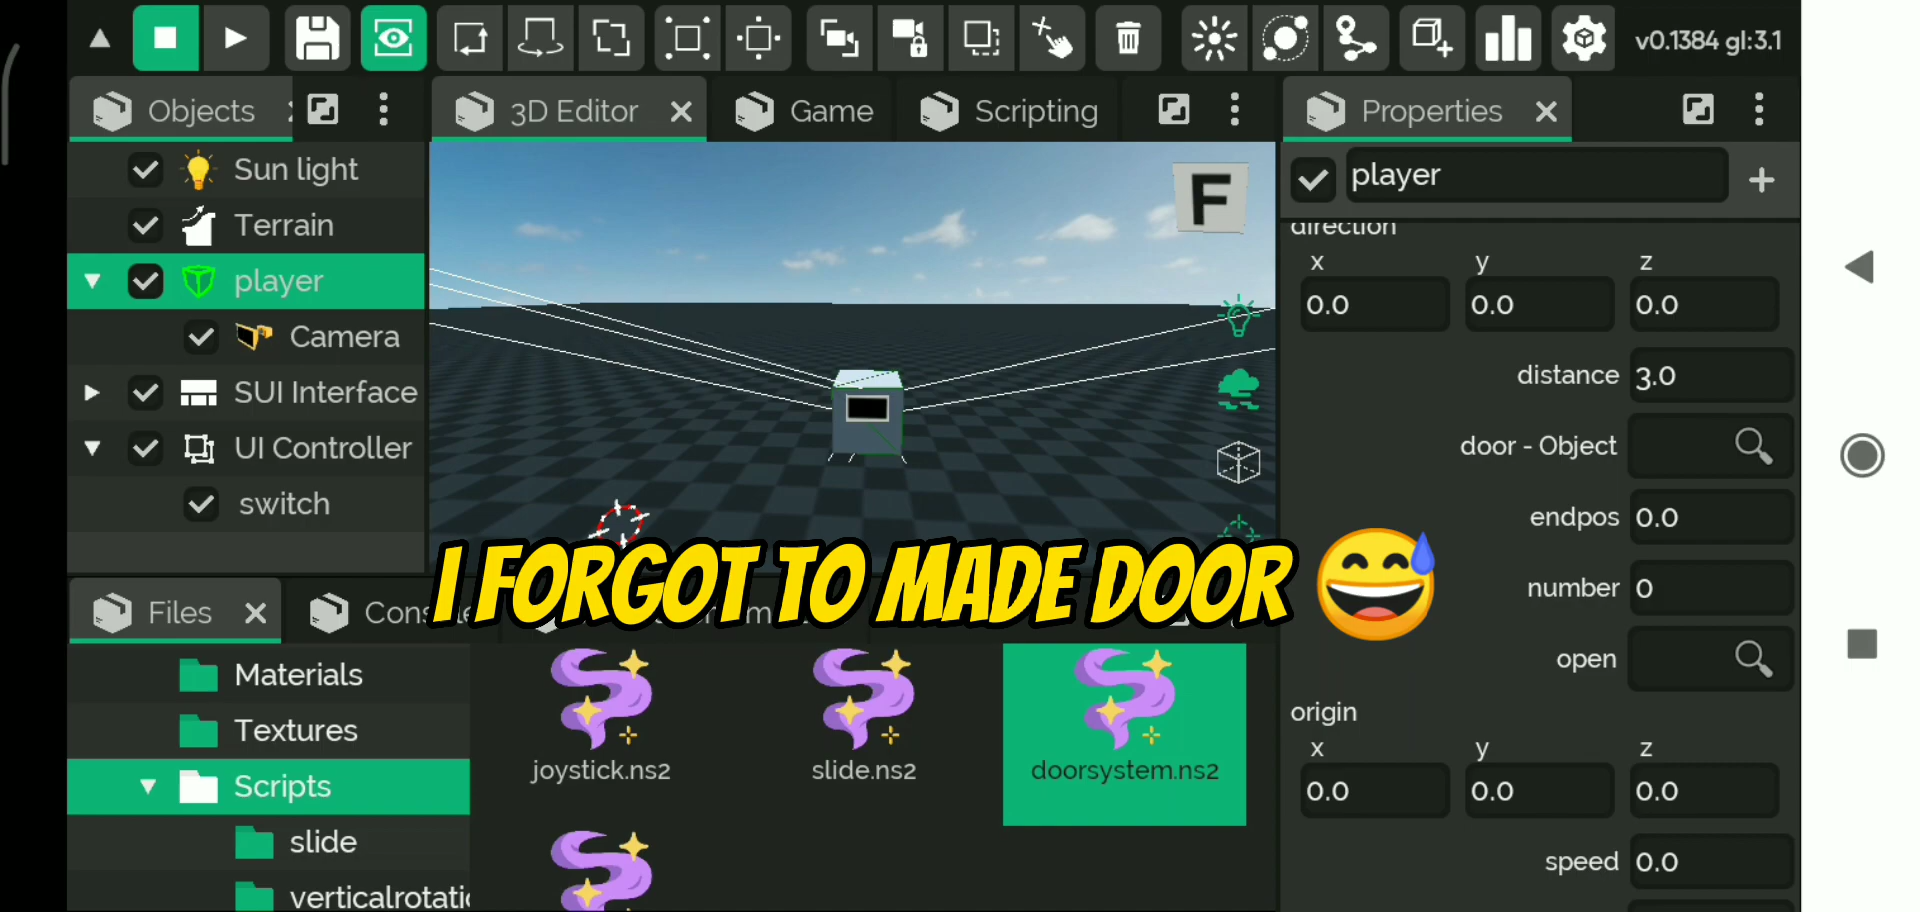 v0.1384 gl:3.1
Objects
3D Editor
Game
Scripting
Properties
Sun light
Terrain
player
Camera
SUI Interface
UI Controller
switch
F
player
direction
x y z
0.0 0.0 0.0
distance 3.0
door - Object
endpos 0.0
number 0
open
origin
x y z
0.0 0.0 0.0
speed 0.0
I FORGOT TO MADE DOOR 😅
Files
Materials
Textures
Scripts
slide
joystick.ns2
slide.ns2
doorsystem.ns2